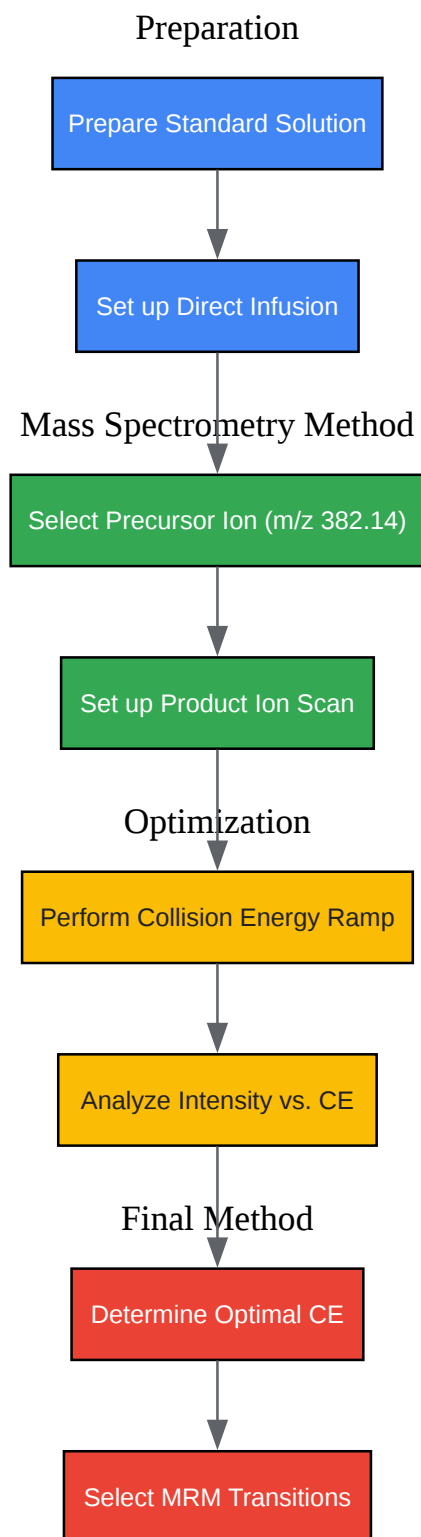 Preparation
Prepare Standard Solution
Set up Direct Infusion
Mass Spectrometry Method
Select Precursor Ion (m/z 382.14)
Set up Product Ion Scan
Optimization
Perform Collision Energy Ramp
Analyze Intensity vs. CE
Final Method
Determine Optimal CE
Select MRM Transitions